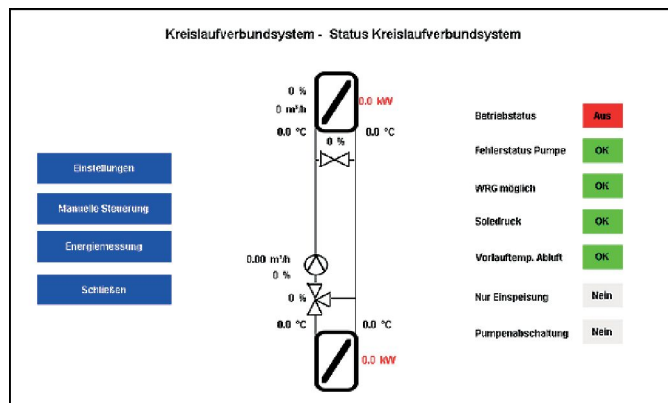 Kreislaufverbundsystem - Status Kreislaufverbundsystem
0 %
0 m³/h
0.0 kW
0.0 °C
0.0 °C
0 %
Einstellungen
Manuelle Steuerung
Energiemessung
Schließen
0.00 m³/h
0 %
0 %
0.0 °C
0.0 °C
0.0 kW
Betriebstatus Aus
Fehlerstatus Pumpe OK
WRG möglich OK
Soledruck OK
Vorlauftemp. Abluft OK
Nur Einspeisung Nein
Pumpenabschaltung Nein